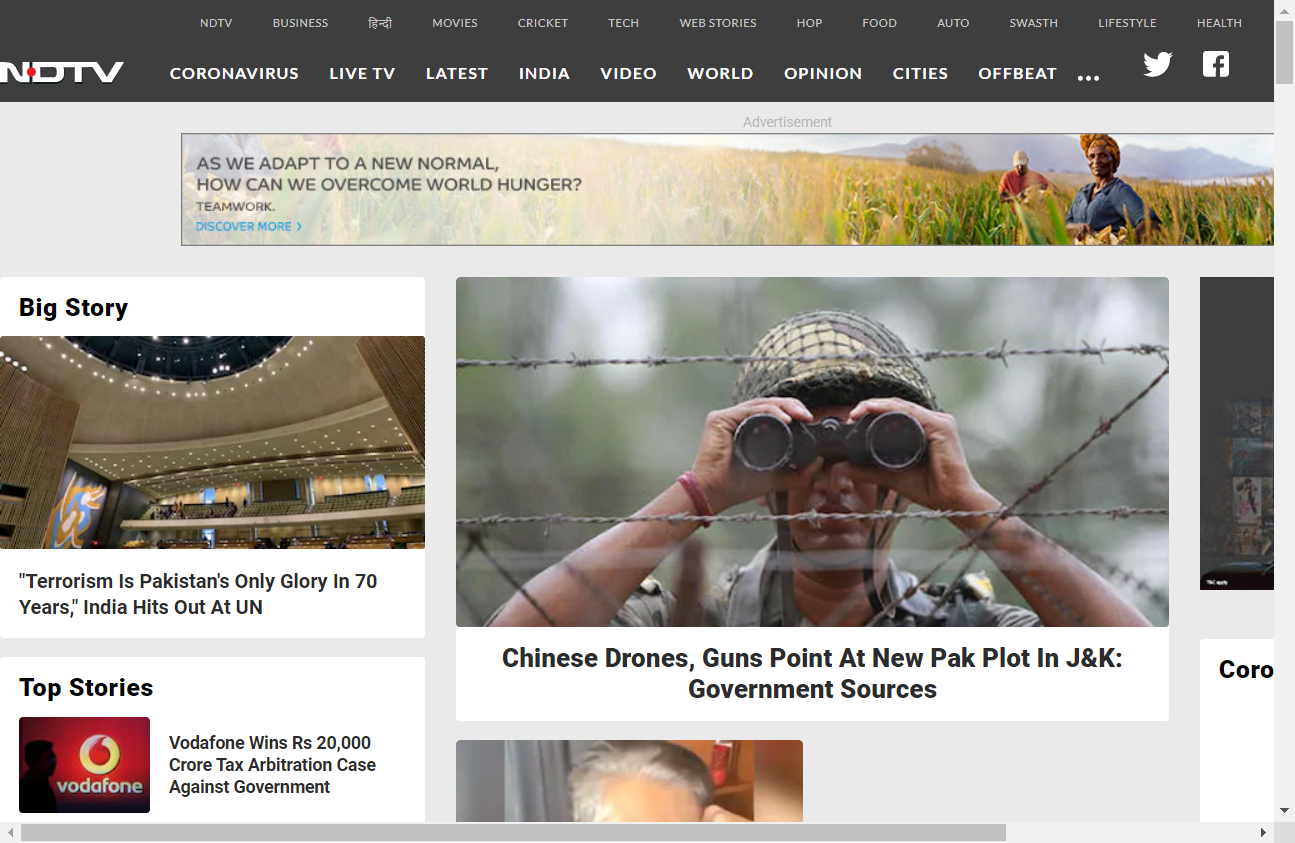 NDTV BUSINESS हिन्दी MOVIES CRICKET TECH WEB STORIES HOP FOOD AUTO SWASTH LIFESTYLE HEALTH
NDTV
CORONAVIRUS LIVE TV LATEST INDIA VIDEO WORLD OPINION CITIES OFFBEAT ...
Advertisement
AS WE ADAPT TO A NEW NORMAL,
HOW CAN WE OVERCOME WORLD HUNGER?
TEAMWORK.
DISCOVER MORE >
Big Story
"Terrorism Is Pakistan's Only Glory In 70
Years," India Hits Out At UN
Top Stories
vodafone
Vodafone Wins Rs 20,000
Crore Tax Arbitration Case
Against Government
Chinese Drones, Guns Point At New Pak Plot In J&K:
Government Sources
T&C apply
Coro